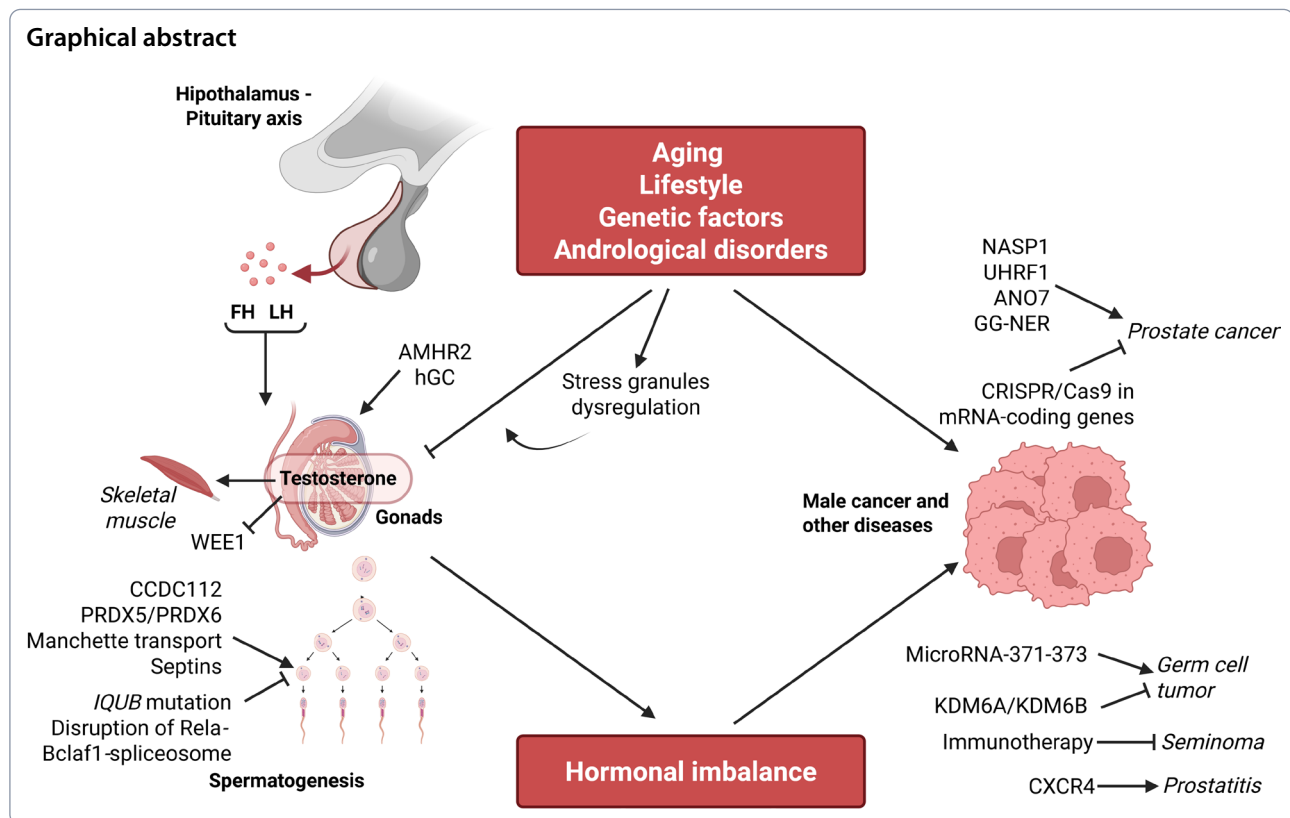 Graphical abstract
Hipothalamus -
Pituitary axis
FH LH
AMHR2
hGC
Testosterone
Gonads
Skeletal
muscle
WEE1
CCDC112
PRDX5/PRDX6
Manchette transport
Septins
IQUB mutation
Disruption of Rela-
Bclaf1-spliceosome
Spermatogenesis
Aging
Lifestyle
Genetic factors
Andrological disorders
Stress granules
dysregulation
Hormonal imbalance
NASP1
UHRF1
ANO7
GG-NER
Prostate cancer
CRISPR/Cas9 in
mRNA-coding genes
Male cancer and
other diseases
MicroRNA-371-373
Germ cell
tumor
KDM6A/KDM6B
Immunotherapy
Seminoma
CXCR4
Prostatitis